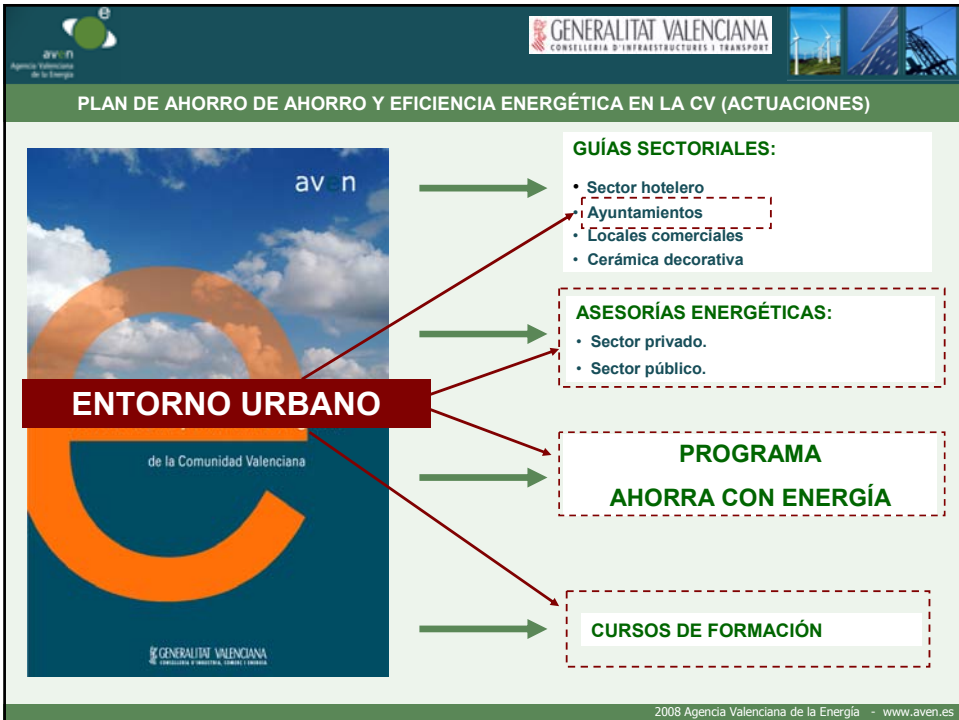 e
aven
Agencia Valenciana
de la Energía
GENERALITAT VALENCIANA
CONSELLERIA D'INFRAESTRUCTURES I TRANSPORT
PLAN DE AHORRO DE AHORRO Y EFICIENCIA ENERGÉTICA EN LA CV (ACTUACIONES)
aven
ENTORNO URBANO
de la Comunidad Valenciana
GENERALITAT VALENCIANA
CONSELLERIA D'INDUSTRIA, COMERÇ I ENERGIA
GUÍAS SECTORIALES:
• Sector hotelero
• Ayuntamientos
• Locales comerciales
• Cerámica decorativa
ASESORÍAS ENERGÉTICAS:
• Sector privado.
• Sector público.
PROGRAMA
AHORRA CON ENERGÍA
CURSOS DE FORMACIÓN
2008 Agencia Valenciana de la Energía - www.aven.es